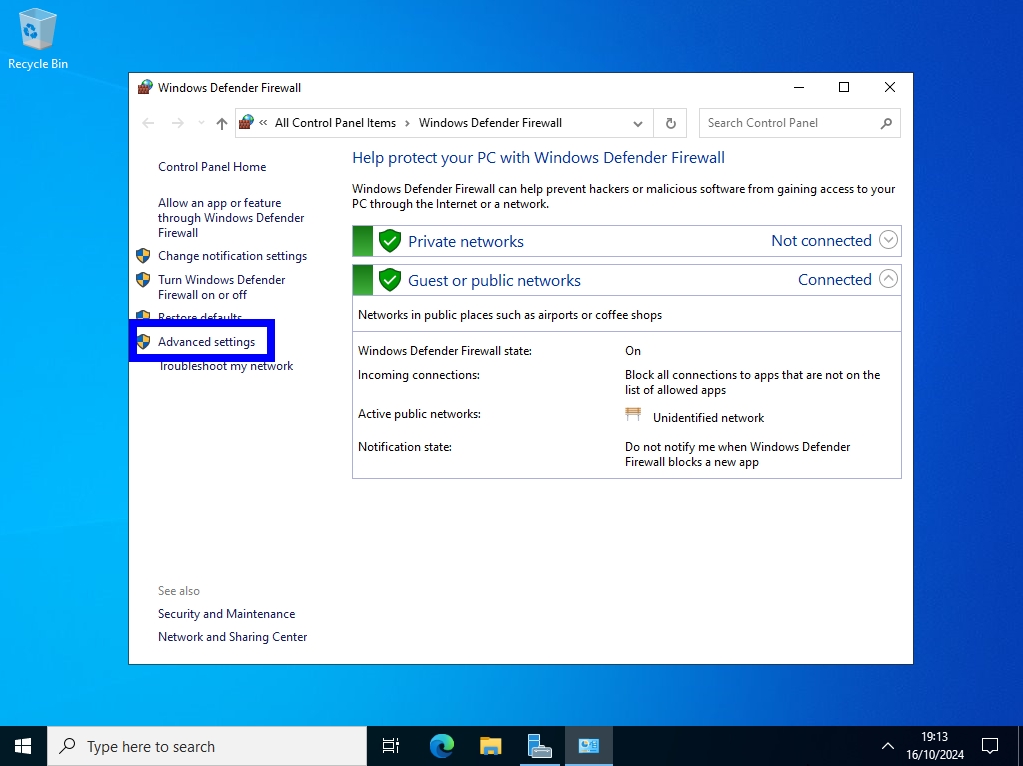 Recycle Bin
Windows Defender Firewall
« All Control Panel Items › Windows Defender Firewall
Search Control Panel
Control Panel Home
Allow an app or feature
through Windows Defender
Firewall
Change notification settings
Turn Windows Defender
Firewall on or off
Restore defaults
Advanced settings
Troubleshoot my network
See also
Security and Maintenance
Network and Sharing Center
Help protect your PC with Windows Defender Firewall
Windows Defender Firewall can help prevent hackers or malicious software from gaining access to your
PC through the Internet or a network.
Private networks Not connected
Guest or public networks Connected
Networks in public places such as airports or coffee shops
Windows Defender Firewall state: On
Incoming connections: Block all connections to apps that are not on the
list of allowed apps
Active public networks: Unidentified network
Notification state: Do not notify me when Windows Defender
Firewall blocks a new app
Type here to search
19:13
16/10/2024